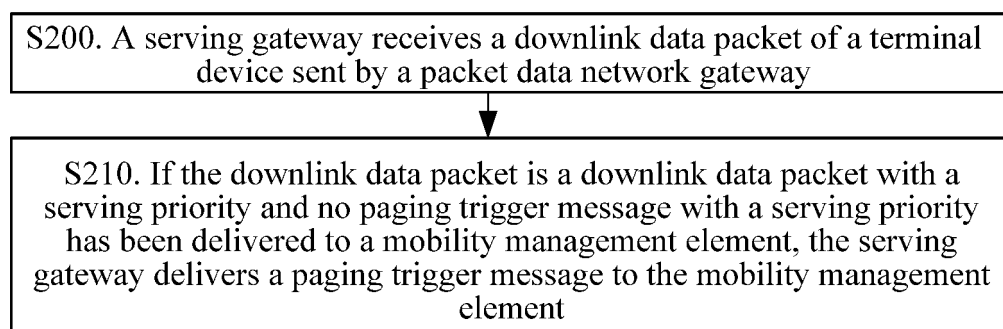 S200. A serving gateway receives a downlink data packet of a terminal
device sent by a packet data network gateway
S210. If the downlink data packet is a downlink data packet with a
serving priority and no paging trigger message with a serving priority
has been delivered to a mobility management element, the serving
gateway delivers a paging trigger message to the mobility management
element